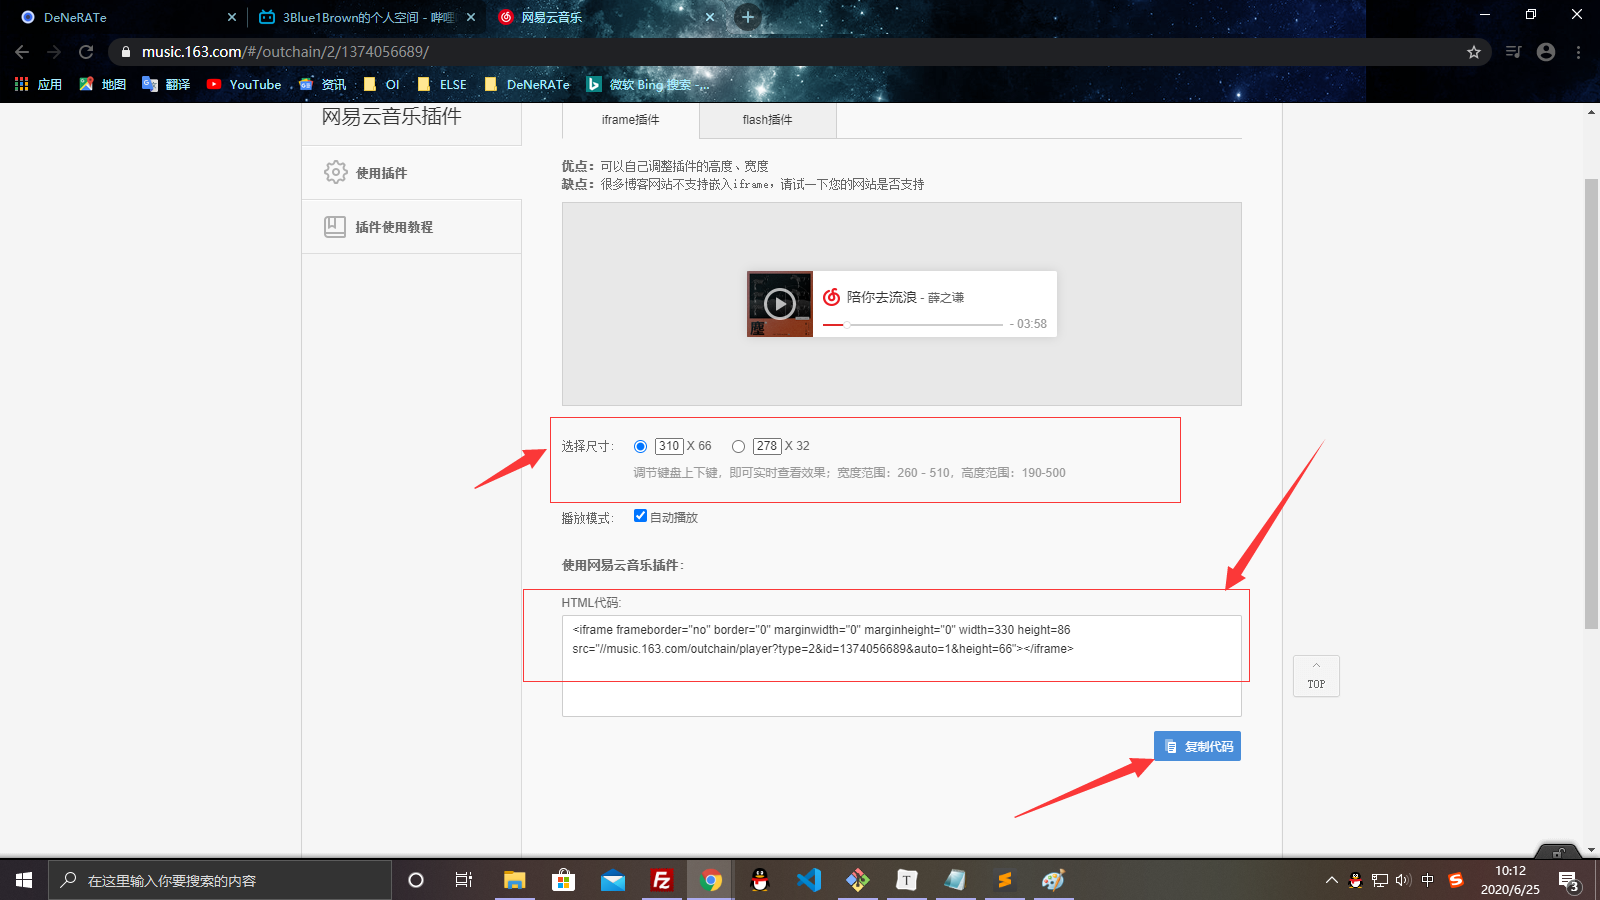 DeNeRATe
3Blue1Brown的个人空间 - 哔哩
网易云音乐
music.163.com/#/outchain/2/1374056689/
应用
地图
翻译
YouTube
资讯
OI
ELSE
DeNeRATe
微软 Bing 搜索 -...
网易云音乐插件
使用插件
插件使用教程
iframe插件
flash插件
优点：可以自己调整插件的高度、宽度
缺点：很多博客网站不支持嵌入iframe，请试一下您的网站是否支持
陪你去流浪 - 薛之谦
- 03:58
选择尺寸：
310 X 66
278 X 32
调节键盘上下键，即可实时查看效果；宽度范围：260 - 510，高度范围：190-500
播放模式：
自动播放
使用网易云音乐插件：
HTML代码:
<iframe frameborder="no" border="0" marginwidth="0" marginheight="0" width=330 height=86
src="//music.163.com/outchain/player?type=2&id=1374056689&auto=1&height=66"></iframe>
TOP
复制代码
在这里输入你要搜索的内容
中
10:12
2020/6/25
3